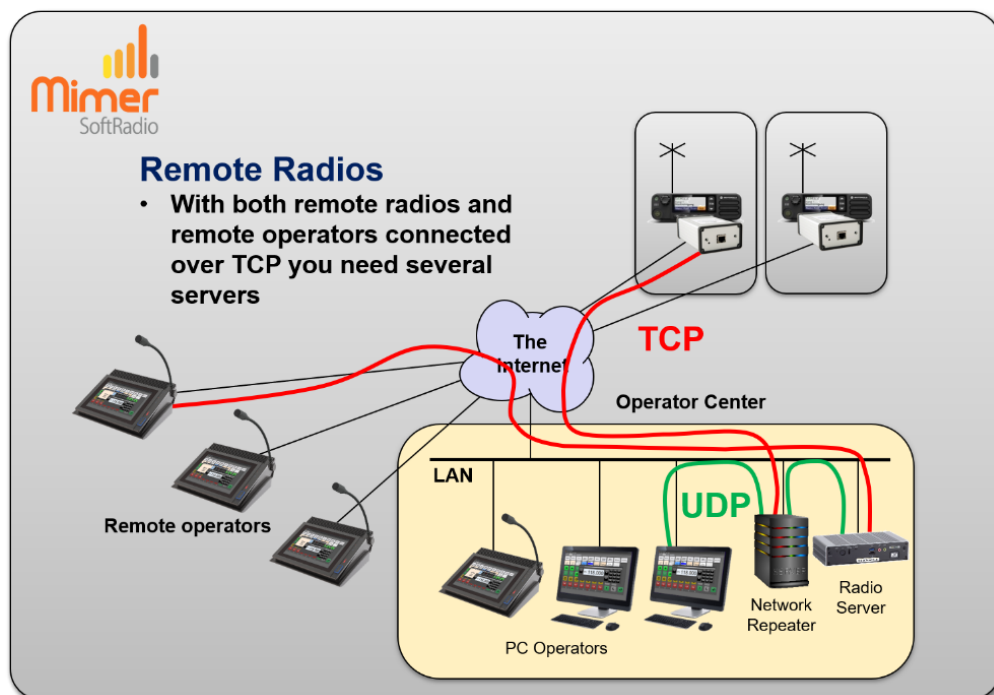 Mimer
SoftRadio
Remote Radios
• With both remote radios and
remote operators connected
over TCP you need several
servers
The
Internet
TCP
Operator Center
LAN
UDP
Remote operators
PC Operators
Network
Repeater
Radio
Server